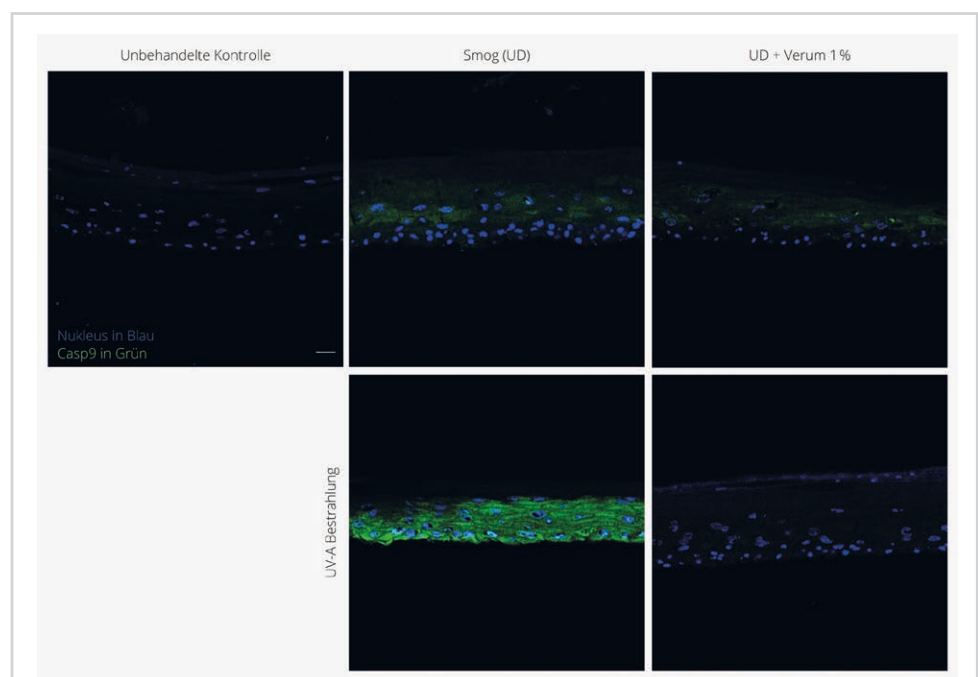 Unbehandelte Kontrolle
Smog (UD)
UD + Verum 1 %
Nukleus in Blau
Casp9 in Grün
UV-A Bestrahlung